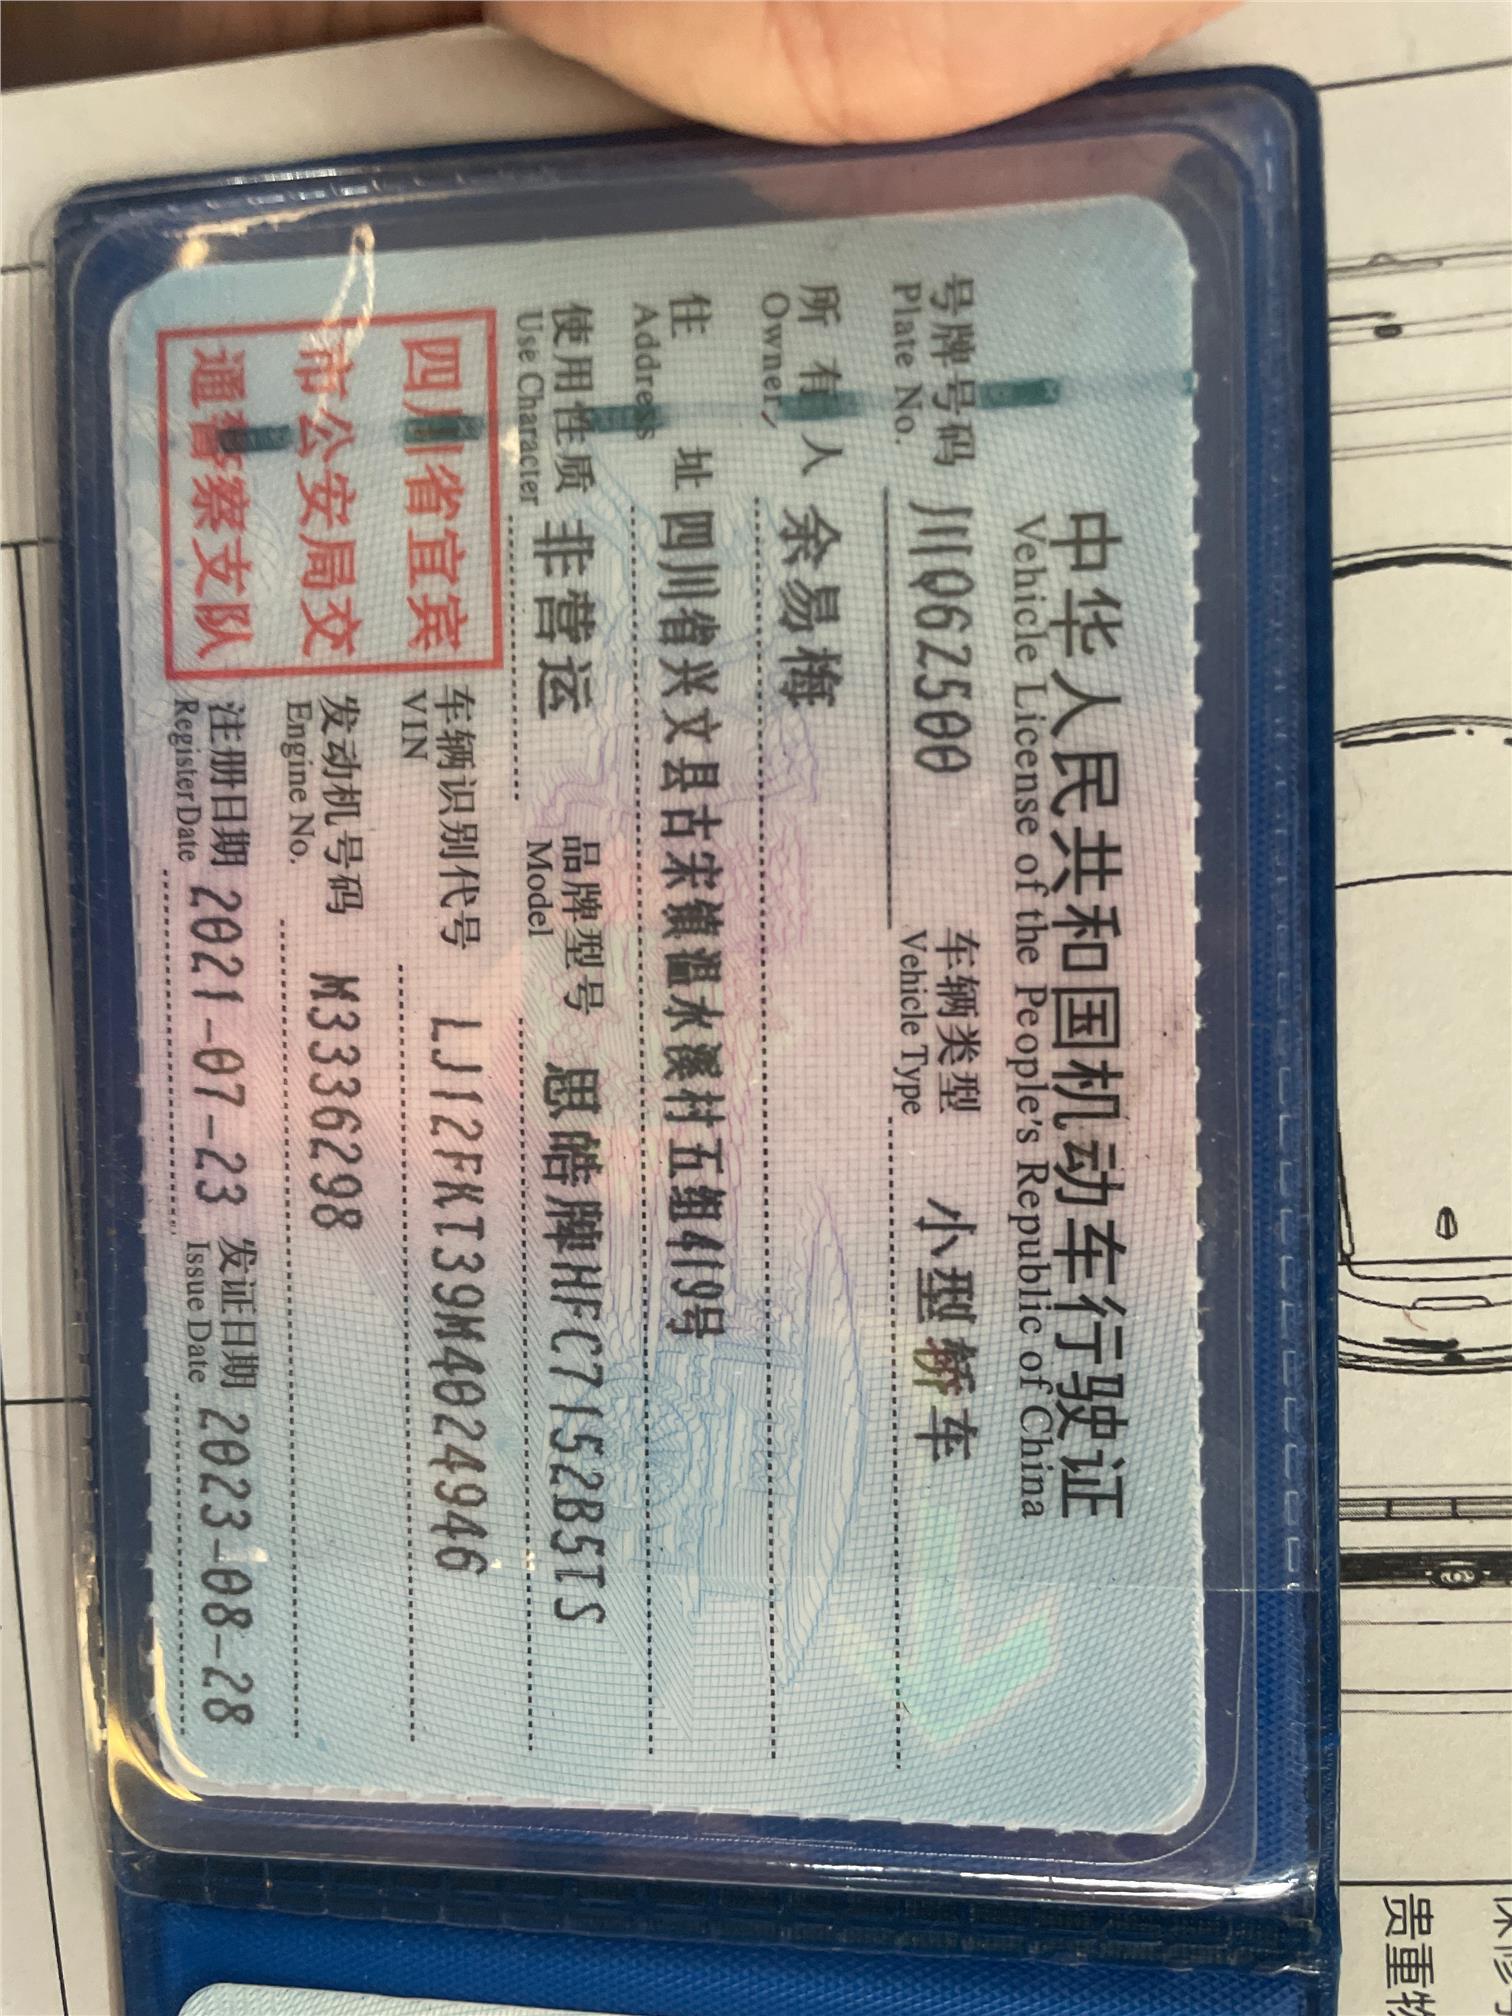 中华人民共和国机动车行驶证
Vehicle License of the People's Republic of China
号牌号码 川Q62500 车辆类型 小型轿车
Plate No. Vehicle Type
所有人 余易梅
Owner
住址 四川省兴文县古宋镇温水溪村五组419号
Address
使用性质 非营运 品牌型号 思皓牌HFC7152B5TS
Use Character Model
四川省宜宾
市公安局交
通警察支队
车辆识别代号 LJ12FKT39M4024946
VIN
发动机号码 M3336298
Engine No.
注册日期 2021-07-23 发证日期 2023-08-28
Register Date Issue Date
贵重物